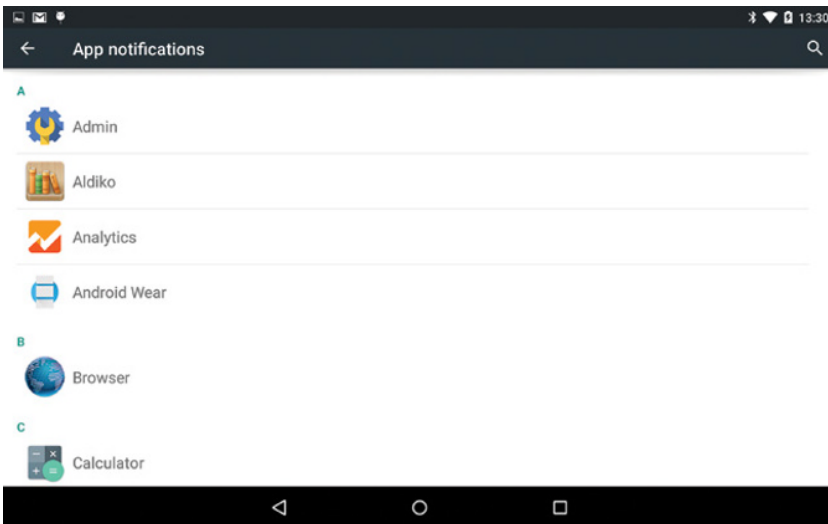 13:30
App notifications
A
Admin
Aldiko
Analytics
Android Wear
B
Browser
C
Calculator